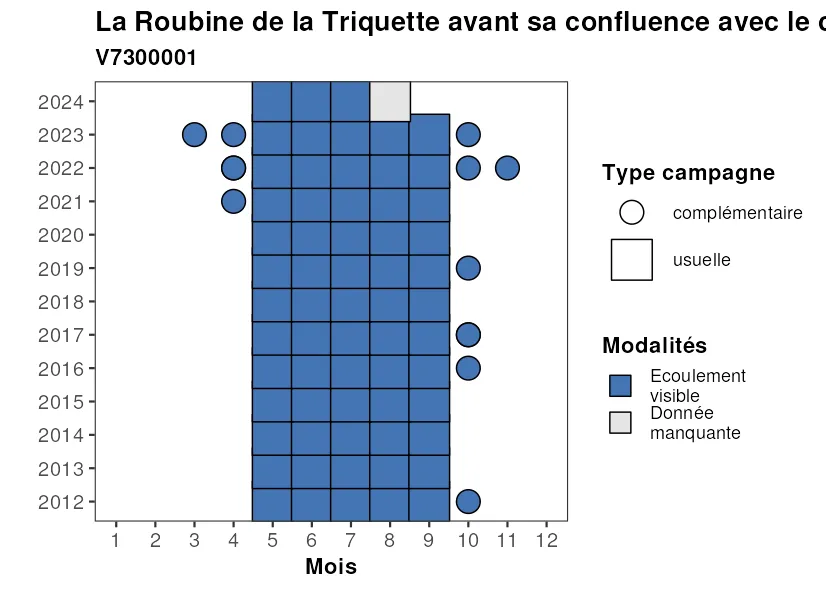 La Roubine de la Triquette avant sa confluence avec le
V7300001
2024
2023
2022
2021
2020
2019
2018
2017
2016
2015
2014
2013
2012
1 2 3 4 5 6 7 8 9 10 11 12
Mois
Type campagne
complémentaire
usuelle
Modalités
Ecoulement
visible
Donnée
manquante